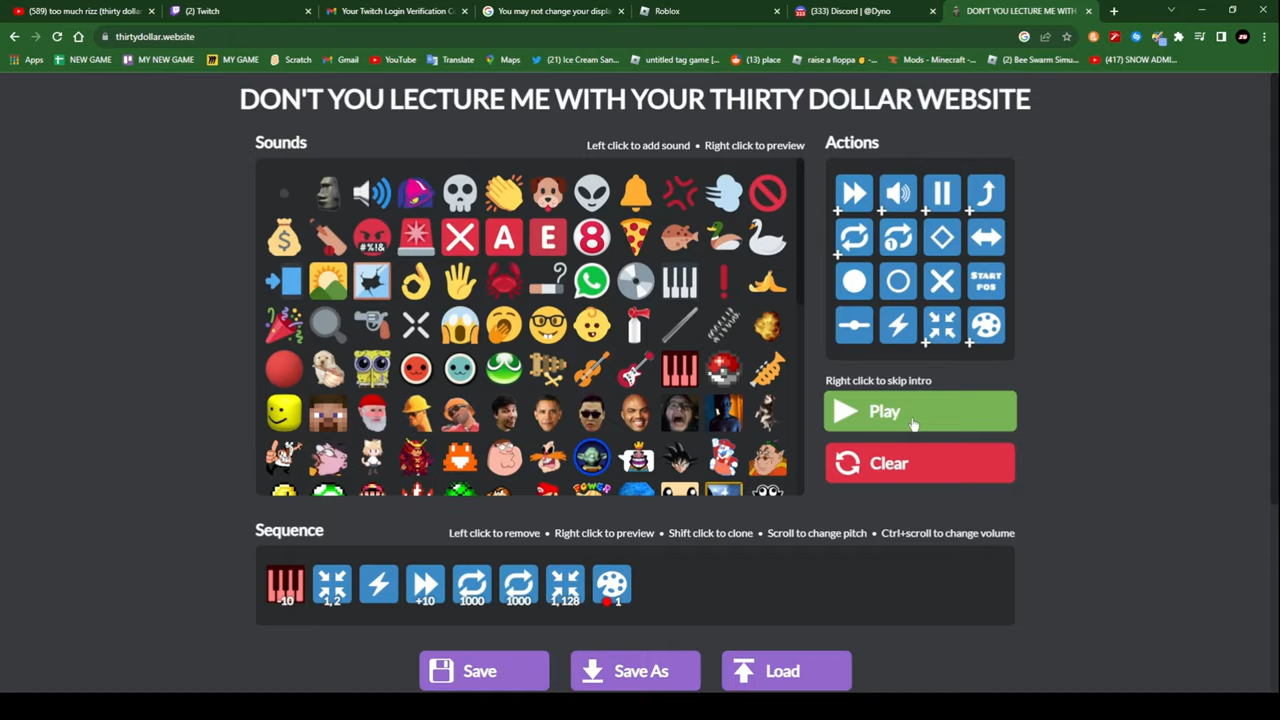 (589) too much rizz (thirty dollar
(2) Twitch
Your Twitch Login Verification C
You may not change your displa
Roblox
(333) Discord | @Dyno
DON'T YOU LECTURE ME WITH
thirtydollar.website
Apps
NEW GAME
MY NEW GAME
MY GAME
Scratch
Gmail
YouTube
Translate
Maps
(21) Ice Cream San...
untitled tag game [...
(13) place
raise a floppa
Mods - Minecraft -...
(2) Bee Swarm Simu...
(417) SNOW ADMI...
DON'T YOU LECTURE ME WITH YOUR THIRTY DOLLAR WEBSITE
Sounds
Left click to add sound • Right click to preview
Actions
#%!&
A
E
8
1
START
POS
Right click to skip intro
Play
Clear
Sequence
Left click to remove • Right click to preview • Shift click to clone • Scroll to change pitch • Ctrl+scroll to change volume
-10
1, 2
+10
1000
1000
1, 128
1
Save
Save As
Load